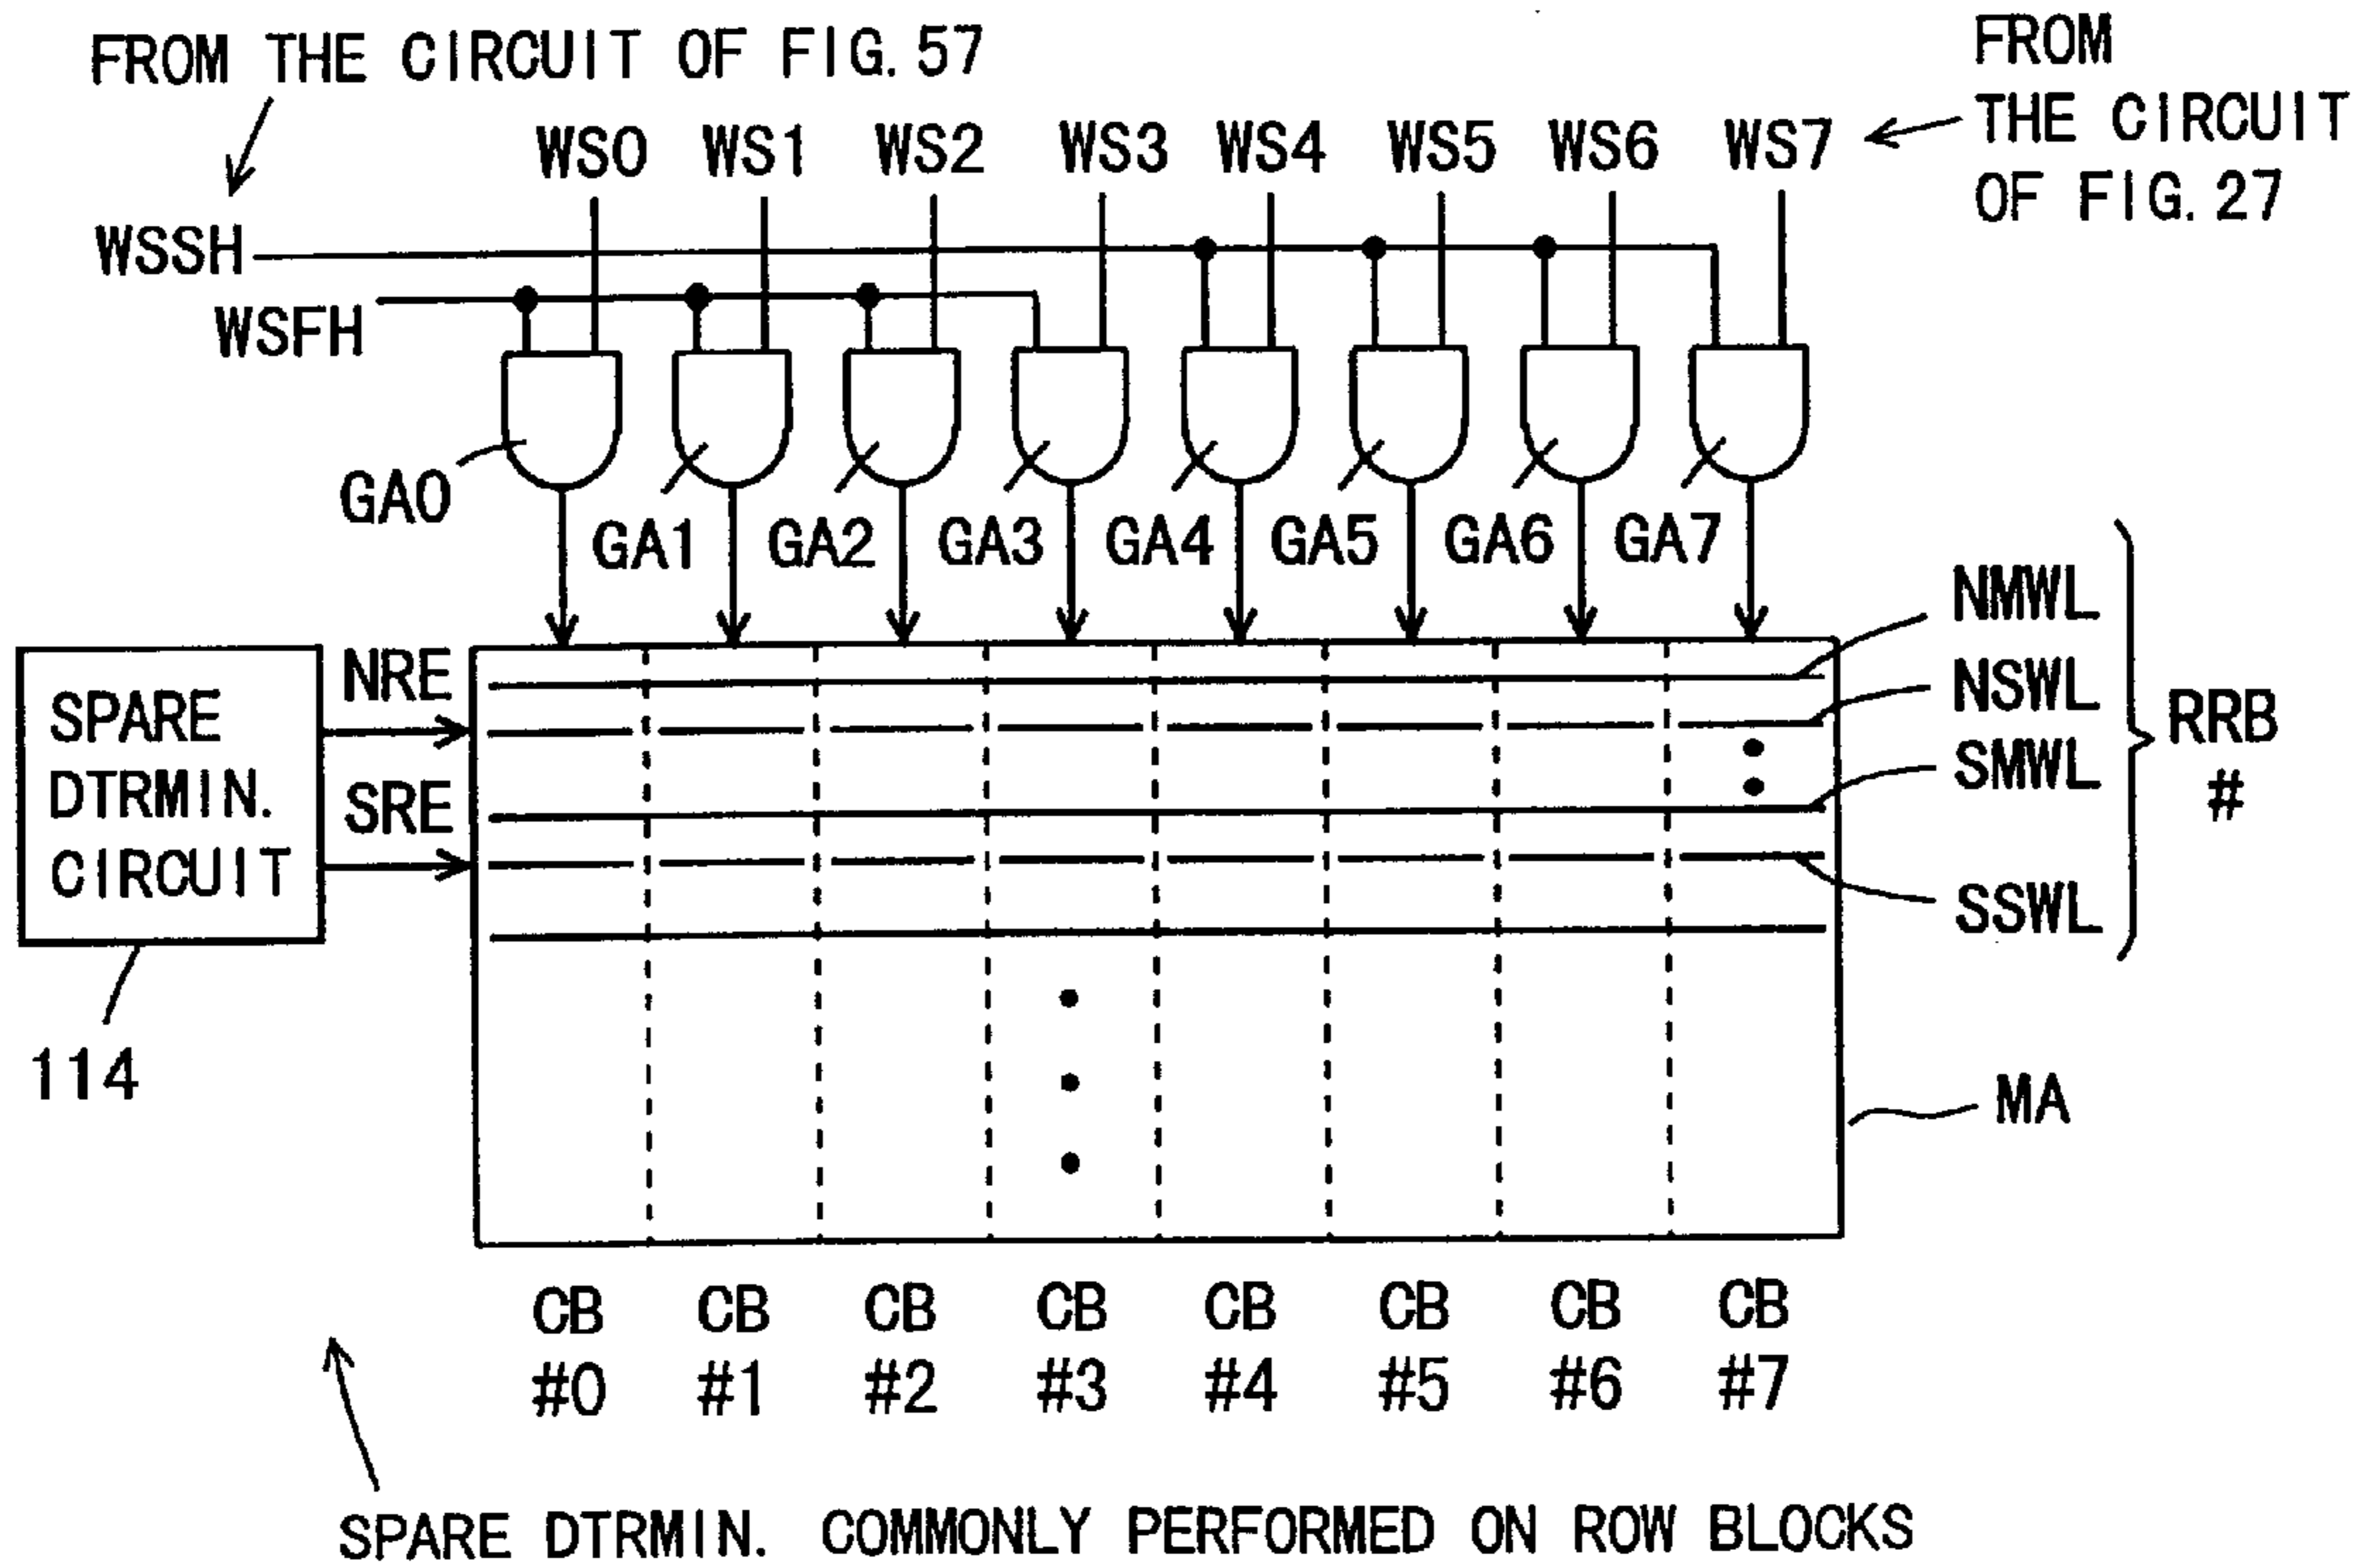 FROM THE CIRCUIT OF FIG. 57
FROM
THE CIRCUIT
OF FIG. 27
WS0 WS1 WS2 WS3 WS4 WS5 WS6 WS7
WSSH
WSFH
GA0 GA1 GA2 GA3 GA4 GA5 GA6 GA7
NMWL
NSWL
SMWL
SSWL
RRB
#
SPARE
DTRMIN.
CIRCUIT
NRE
SRE
114
MA
CB CB CB CB CB CB CB CB
#0 #1 #2 #3 #4 #5 #6 #7
SPARE DTRMIN. COMMONLY PERFORMED ON ROW BLOCKS